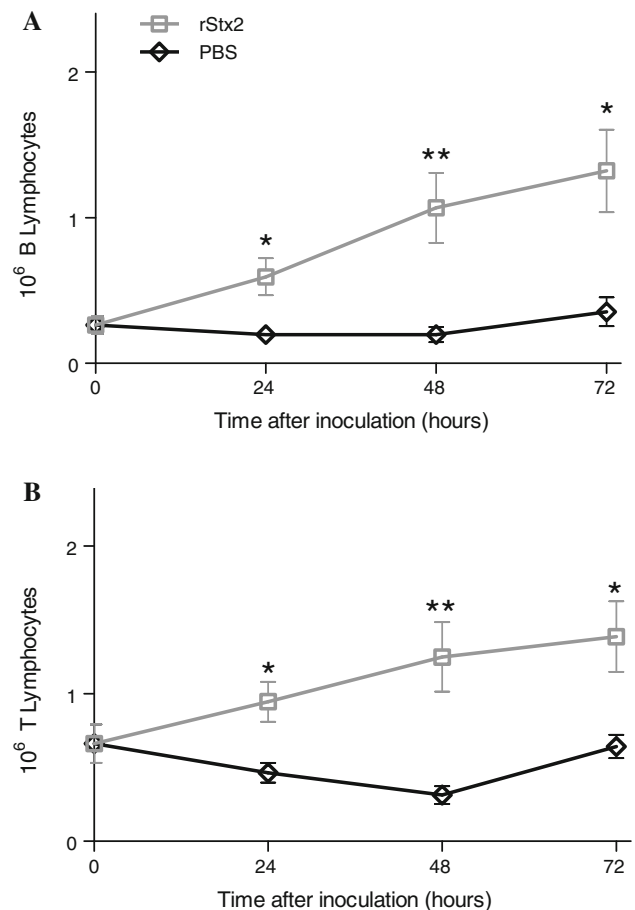 A
rStx2
PBS
2
1
0
10⁶ B Lymphocytes
*
**
*
0 24 48 72
Time after inoculation (hours)
B
2
1
0
10⁶ T Lymphocytes
*
**
*
0 24 48 72
Time after inoculation (hours)